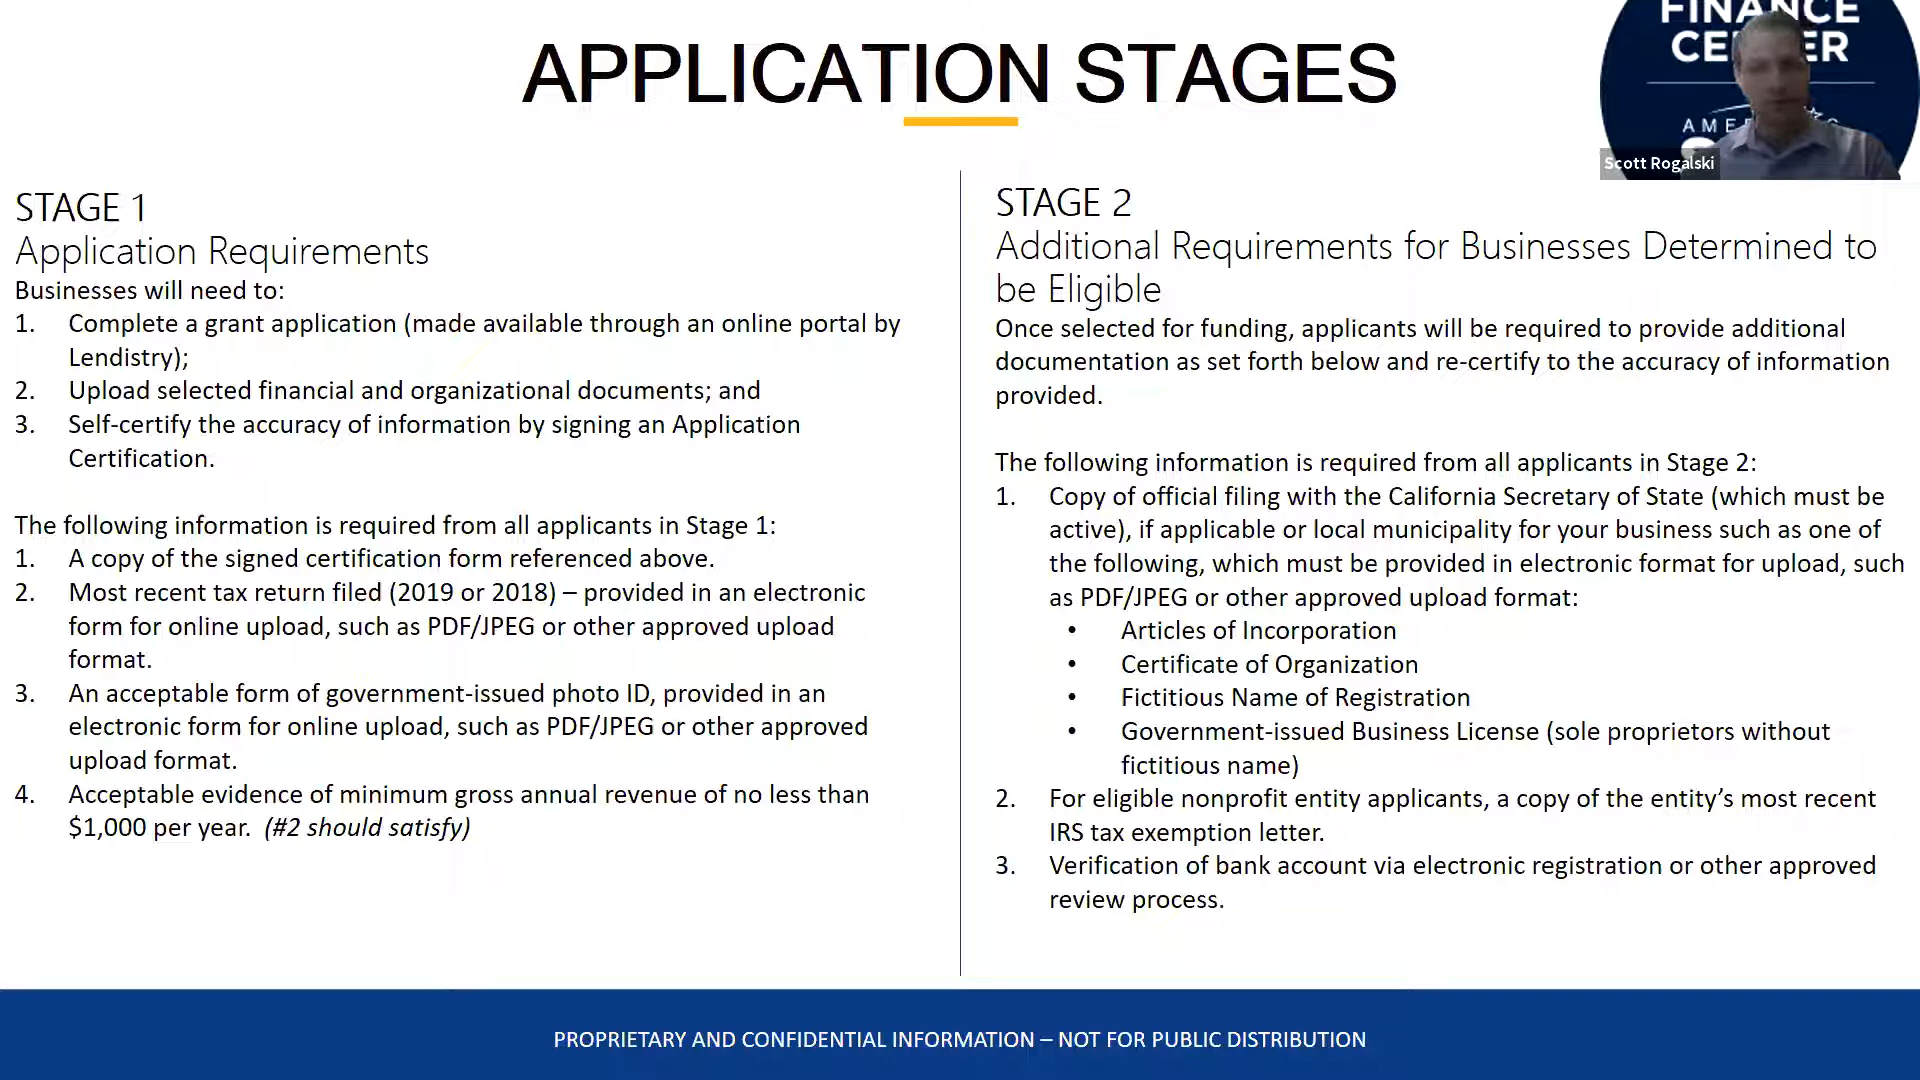 APPLICATION STAGES
FINANCE
CENTER
Scott Rogalski
STAGE 1
Application Requirements
Businesses will need to:
1. Complete a grant application (made available through an online portal by
Lendistry);
2. Upload selected financial and organizational documents; and
3. Self-certify the accuracy of information by signing an Application
Certification.
The following information is required from all applicants in Stage 1:
1. A copy of the signed certification form referenced above.
2. Most recent tax return filed (2019 or 2018) – provided in an electronic
form for online upload, such as PDF/JPEG or other approved upload
format.
3. An acceptable form of government-issued photo ID, provided in an
electronic form for online upload, such as PDF/JPEG or other approved
upload format.
4. Acceptable evidence of minimum gross annual revenue of no less than
$1,000 per year. (#2 should satisfy)
STAGE 2
Additional Requirements for Businesses Determined to
be Eligible
Once selected for funding, applicants will be required to provide additional
documentation as set forth below and re-certify to the accuracy of information
provided.
The following information is required from all applicants in Stage 2:
1. Copy of official filing with the California Secretary of State (which must be
active), if applicable or local municipality for your business such as one of
the following, which must be provided in electronic format for upload, such
as PDF/JPEG or other approved upload format:
• Articles of Incorporation
• Certificate of Organization
• Fictitious Name of Registration
• Government-issued Business License (sole proprietors without
fictitious name)
2. For eligible nonprofit entity applicants, a copy of the entity’s most recent
IRS tax exemption letter.
3. Verification of bank account via electronic registration or other approved
review process.
PROPRIETARY AND CONFIDENTIAL INFORMATION – NOT FOR PUBLIC DISTRIBUTION